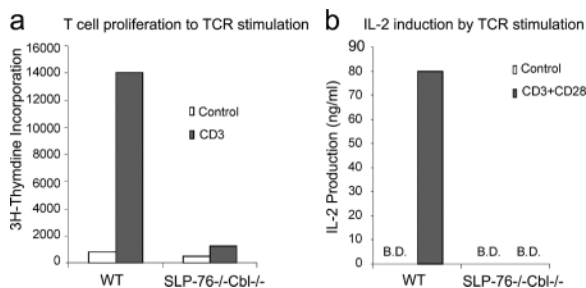 a T cell proliferation to TCR stimulation
3H-Thymdine Incorporation
16000
14000
12000
10000
8000
6000
4000
2000
0
Control
CD3
WT
SLP-76-/-Cbl-/-
b IL-2 induction by TCR stimulation
IL-2 Production (ng/ml)
90
80
70
60
50
40
30
20
10
0
Control
CD3+CD28
B.D.
B.D.
B.D.
WT
SLP-76-/-Cbl-/-